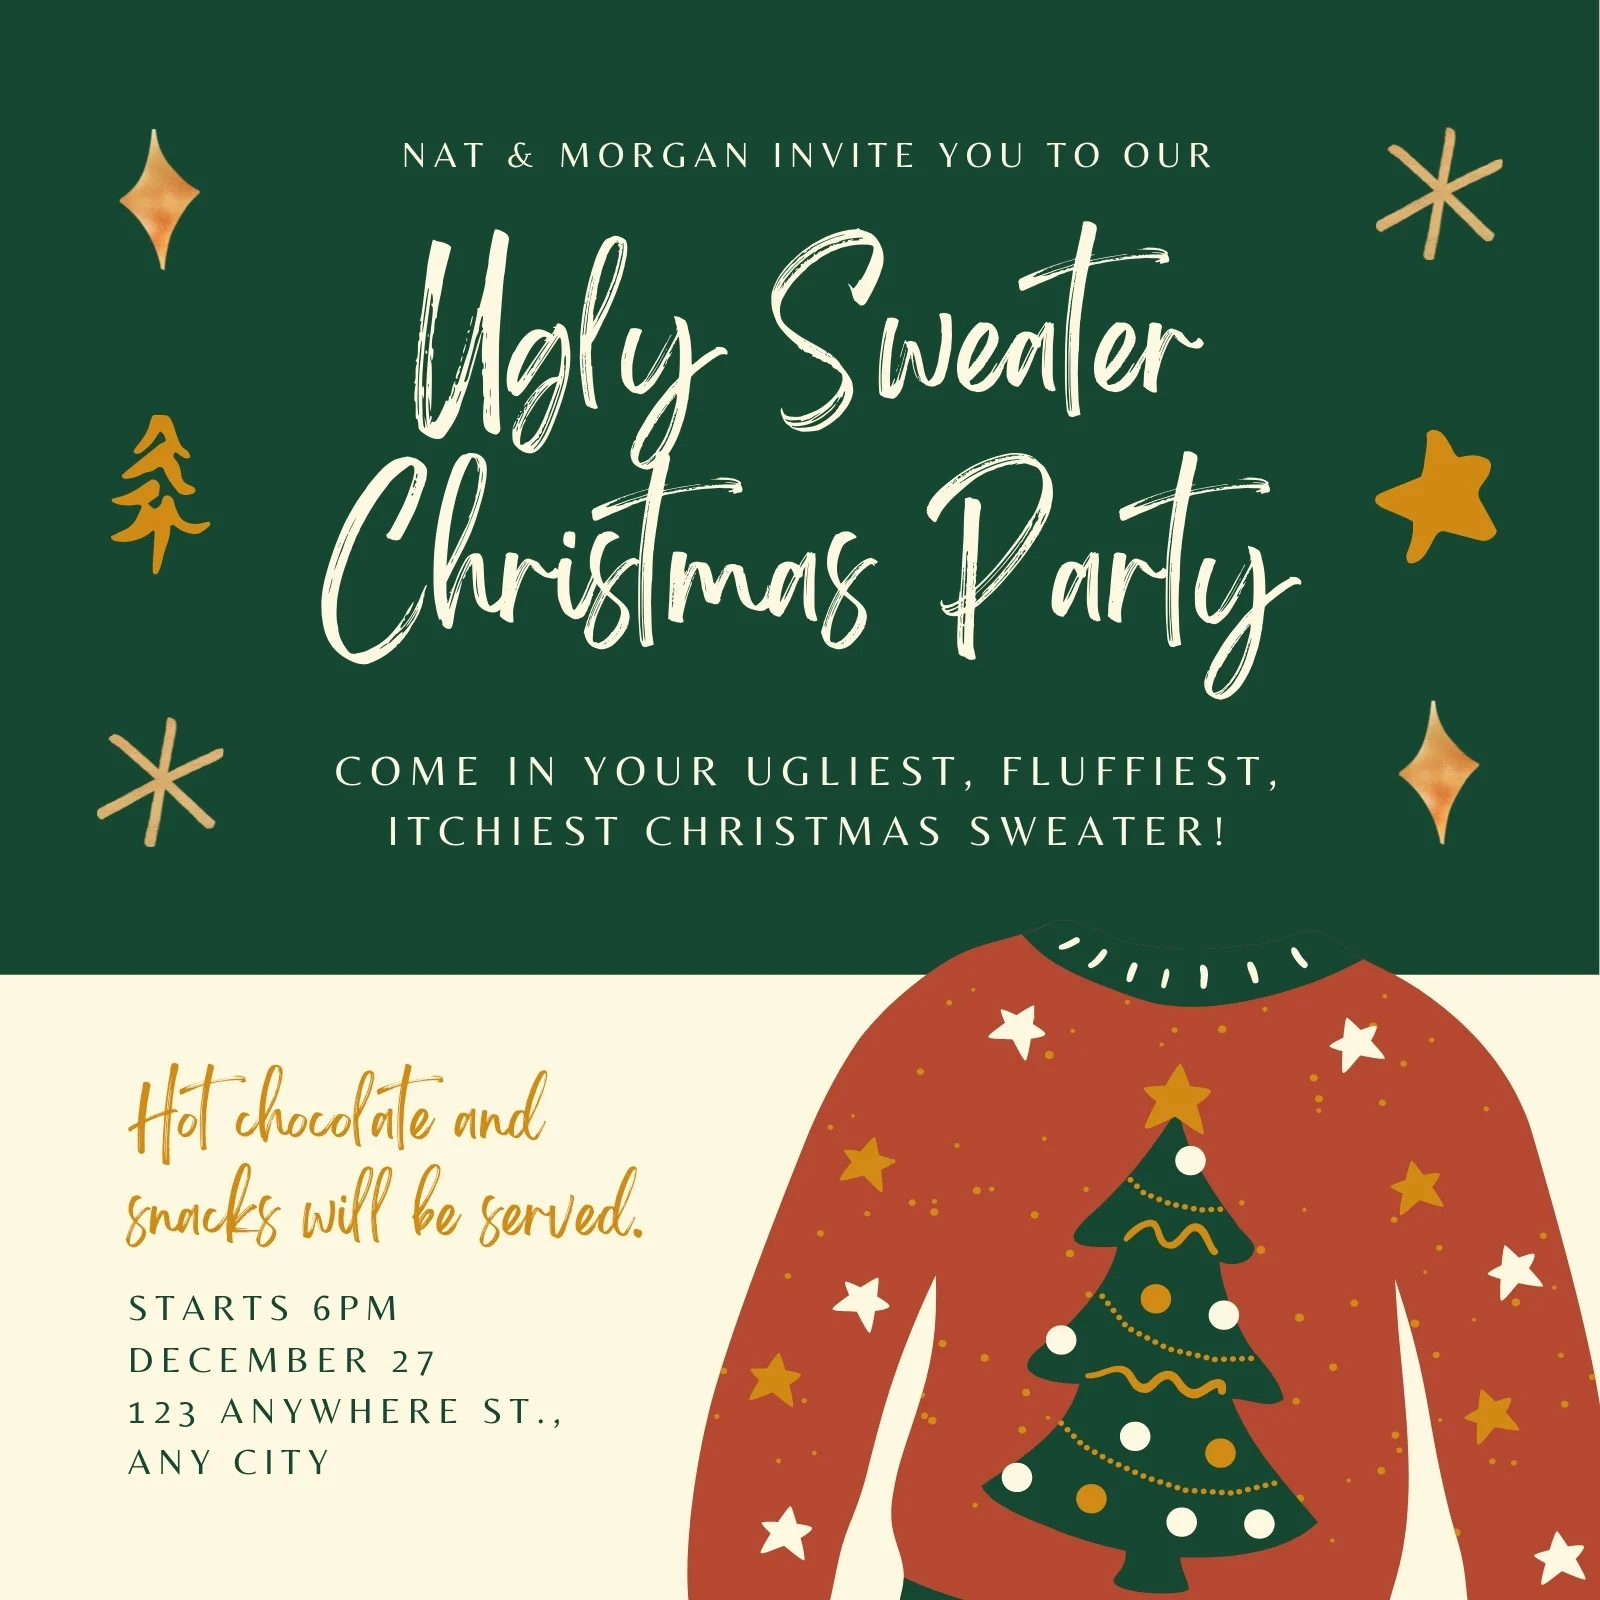 NAT & MORGAN INVITE YOU TO OUR
Ugly Sweater
Christmas Party
COME IN YOUR UGLIEST, FLUFFIEST,
ITCHIEST CHRISTMAS SWEATER!
Hot chocolate and
snacks will be served.
STARTS 6PM
DECEMBER 27
123 ANYWHERE ST.,
ANY CITY